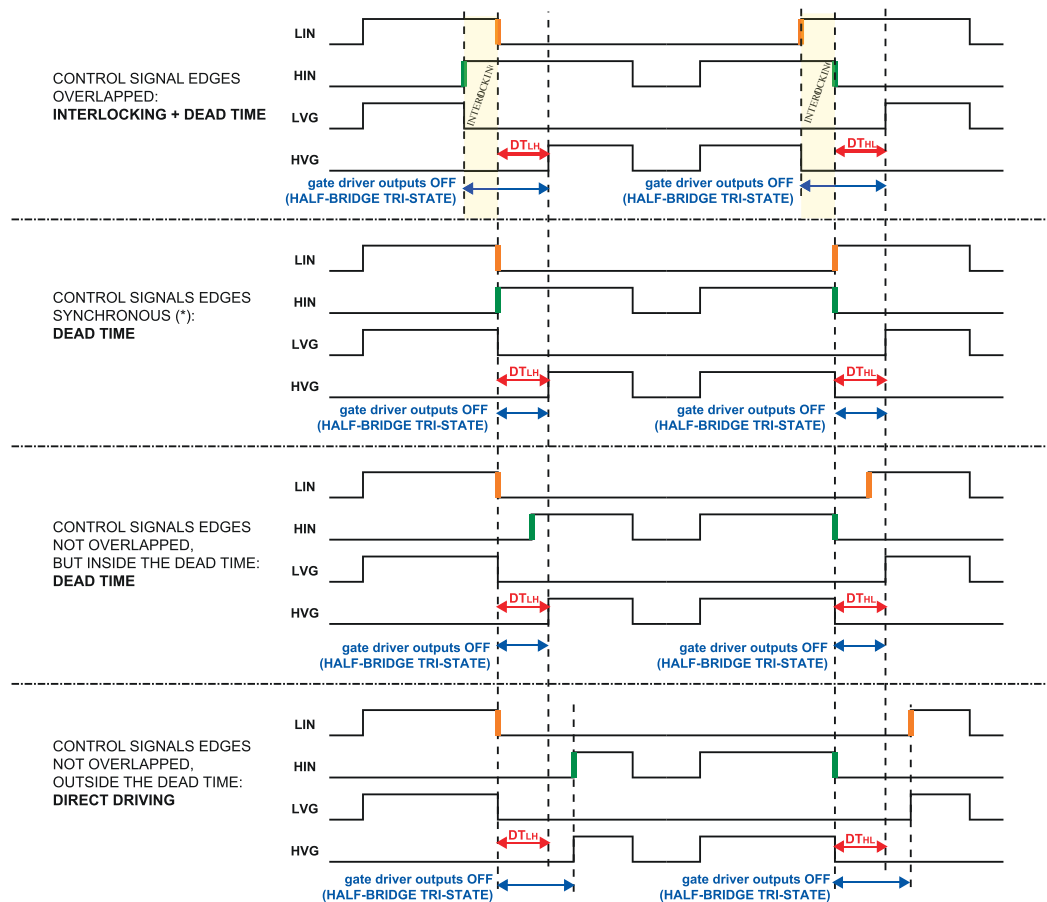 LIN
HIN
CONTROL SIGNAL EDGES
OVERLAPPED:
INTERLOCKING + DEAD TIME
LVG
HVG
INTERLOCKING
INTERLOCKING
DTLH
DTHL
gate driver outputs OFF
(HALF-BRIDGE TRI-STATE)
gate driver outputs OFF
(HALF-BRIDGE TRI-STATE)
LIN
HIN
CONTROL SIGNALS EDGES
SYNCHRONOUS (*):
DEAD TIME
LVG
HVG
DTLH
DTHL
gate driver outputs OFF
(HALF-BRIDGE TRI-STATE)
gate driver outputs OFF
(HALF-BRIDGE TRI-STATE)
LIN
HIN
CONTROL SIGNALS EDGES
NOT OVERLAPPED,
BUT INSIDE THE DEAD TIME:
DEAD TIME
LVG
HVG
DTLH
DTHL
gate driver outputs OFF
(HALF-BRIDGE TRI-STATE)
gate driver outputs OFF
(HALF-BRIDGE TRI-STATE)
LIN
HIN
CONTROL SIGNALS EDGES
NOT OVERLAPPED,
OUTSIDE THE DEAD TIME:
DIRECT DRIVING
LVG
HVG
DTLH
DTHL
gate driver outputs OFF
(HALF-BRIDGE TRI-STATE)
gate driver outputs OFF
(HALF-BRIDGE TRI-STATE)